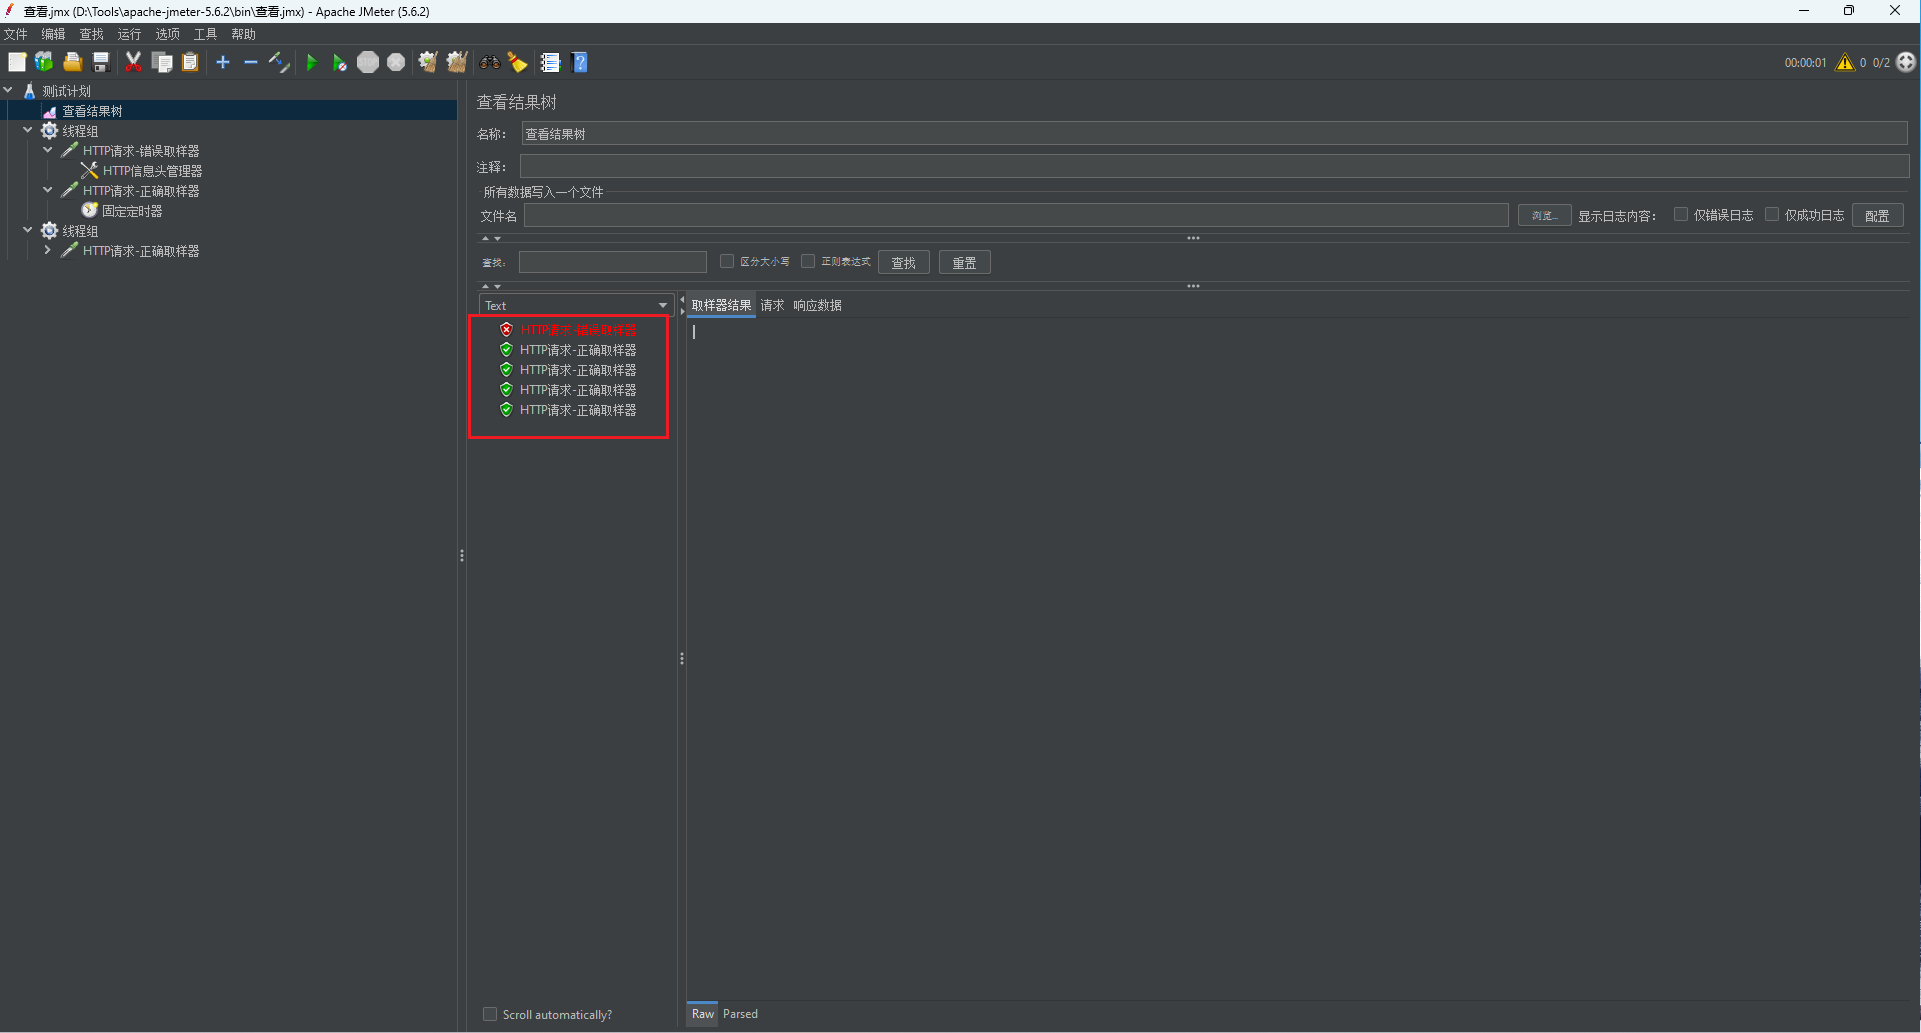 查看.jmx (D:\Tools\apache-jmeter-5.6.2\bin\查看.jmx) - Apache JMeter (5.6.2)
文件 编辑 查找 运行 选项 工具 帮助
STOP 00:00:01 0 0/2
测试计划
查看结果树
线程组
HTTP请求-错误取样器
HTTP信息头管理器
HTTP请求-正确取样器
固定定时器
线程组
HTTP请求-正确取样器
查看结果树
名称： 查看结果树
注释：
所有数据写入一个文件
文件名 浏览... 显示日志内容： 仅错误日志 仅成功日志 配置
查找: 区分大小写 正则表达式 查找 重置
Text
取样器结果 请求 响应数据
HTTP请求-错误取样器
HTTP请求-正确取样器
HTTP请求-正确取样器
HTTP请求-正确取样器
HTTP请求-正确取样器
Scroll automatically?
Raw Parsed